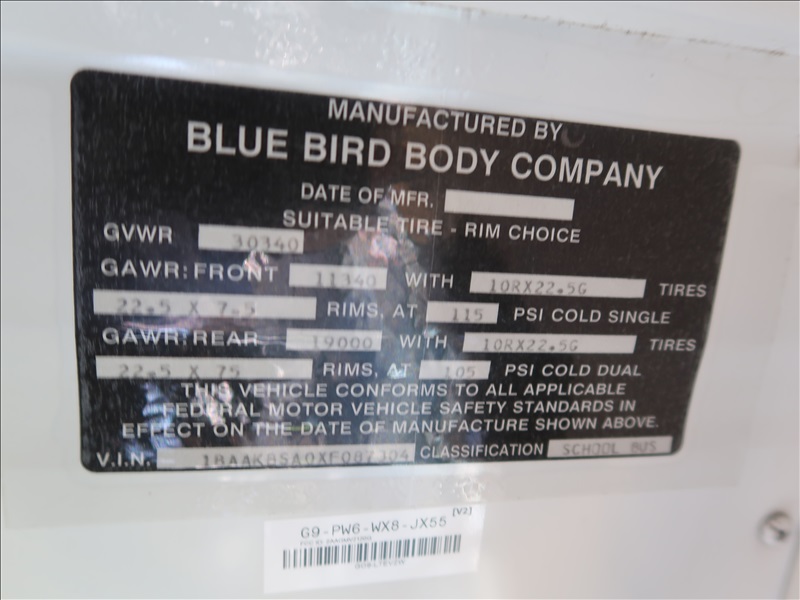 MANUFACTURED BY
BLUE BIRD BODY COMPANY
DATE OF MFR.
SUITABLE TIRE - RIM CHOICE
GVWR 30340
GAWR: FRONT 11340 WITH 10RX22.5G TIRES
22.5 X 7.5 RIMS, AT 115 PSI COLD SINGLE
GAWR: REAR 19000 WITH 10RX22.5G TIRES
22.5 X 75 RIMS, AT 105 PSI COLD DUAL
THIS VEHICLE CONFORMS TO ALL APPLICABLE
FEDERAL MOTOR VEHICLE SAFETY STANDARDS IN
EFFECT ON THE DATE OF MANUFACTURE SHOWN ABOVE.
V.I.N. CLASSIFICATION SCHOOL BUS
[V2]
G9-PW6-WX8-JX55